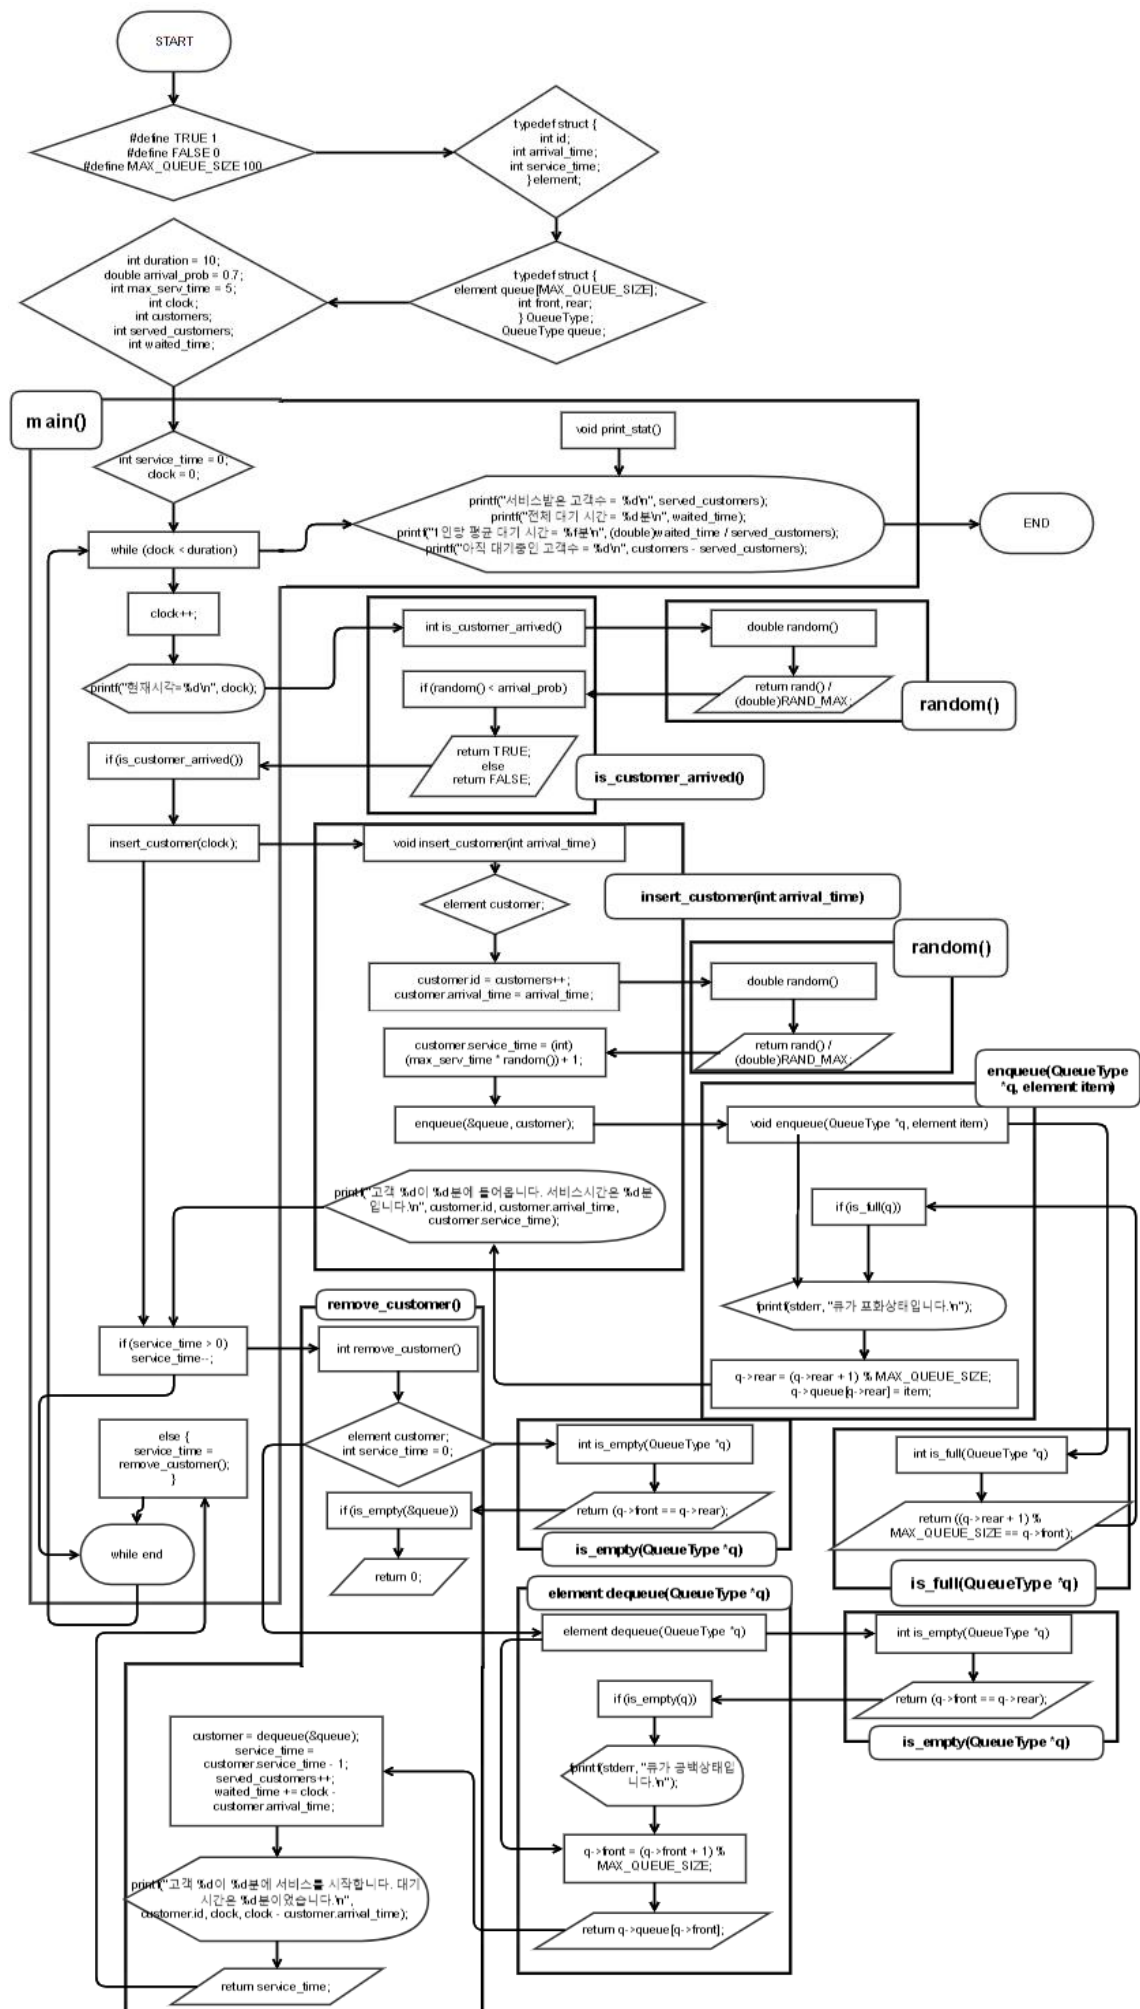 START
#define TRUE 1
#define FALSE 0
#define MAX_QUEUE_SIZE 100
typedef struct {
int id;
int arrival_time;
int service_time;
} element;
int duration = 10;
double arrival_prob = 0.7;
int max_serv_time = 5;
int clock;
int customers;
int served_customers;
int waited_time;
typedef struct {
element queue[MAX_QUEUE_SIZE];
int front, rear;
} QueueType;
QueueType queue;
main()
int service_time = 0;
clock = 0;
void print_stat()
printf("서비스받은 고객수 = %d\n", served_customers);
printf("전체 대기 시간 = %d분\n", waited_time);
printf("1인당 평균 대기 시간 = %f분\n", (double)waited_time / served_customers);
printf("아직 대기중인 고객수 = %d\n", customers - served_customers);
END
while (clock < duration)
clock++;
printf("현재시각=%d\n", clock);
int is_customer_arrived()
double random()
if (random() < arrival_prob)
return rand() /
(double)RAND_MAX;
random()
return TRUE;
else
return FALSE;
is_customer_arrived()
if (is_customer_arrived())
insert_customer(clock);
void insert_customer(int arrival_time)
element customer;
insert_customer(int arrival_time)
random()
customer.id = customers++;
customer.arrival_time = arrival_time;
double random()
customer.service_time = (int)
(max_serv_time * random()) + 1;
return rand() /
(double)RAND_MAX;
enqueue(QueueType
*q, element item)
enqueue(&queue, customer);
void enqueue(QueueType *q, element item)
printf("고객 %d이 %d분에 들어옵니다. 서비스시간은 %d분
입니다.\n", customer.id, customer.arrival_time,
customer.service_time);
if (is_full(q))
fprintf(stderr, "큐가 포화상태입니다.\n");
q->rear = (q->rear + 1) % MAX_QUEUE_SIZE;
q->queue[q->rear] = item;
remove_customer()
if (service_time > 0)
service_time--;
int remove_customer()
element customer;
int service_time = 0;
int is_empty(QueueType *q)
return (q->front == q->rear);
is_empty(QueueType *q)
int is_full(QueueType *q)
return ((q->rear + 1) %
MAX_QUEUE_SIZE == q->front);
is_full(QueueType *q)
else {
service_time =
remove_customer();
}
if (is_empty(&queue))
return 0;
while end
element dequeue(QueueType *q)
element dequeue(QueueType *q)
int is_empty(QueueType *q)
if (is_empty(q))
return (q->front == q->rear);
is_empty(QueueType *q)
customer = dequeue(&queue);
service_time =
customer.service_time - 1;
served_customers++;
waited_time += clock -
customer.arrival_time;
fprintf(stderr, "큐가 공백상태입
니다.\n");
q->front = (q->front + 1) %
MAX_QUEUE_SIZE;
printf("고객 %d이 %d분에 서비스를 시작합니다. 대기
시간은 %d분이었습니다.\n",
customer.id, clock, clock - customer.arrival_time);
return q->queue[q->front];
return service_time;